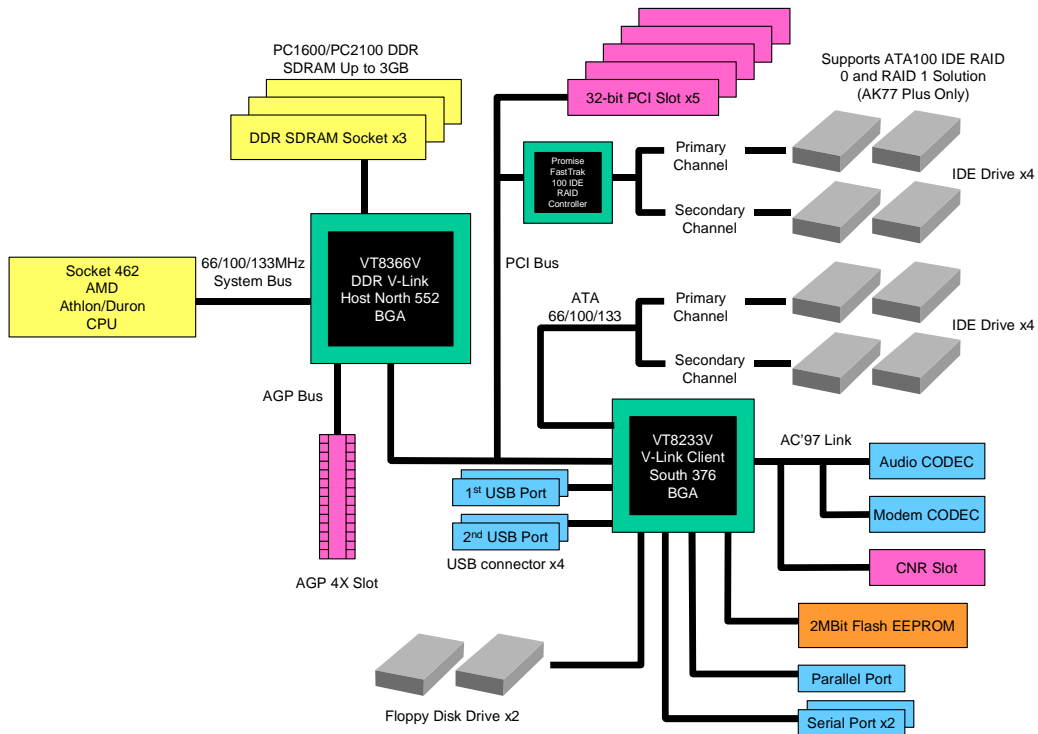 PC1600/PC2100 DDR
SDRAM Up to 3GB
DDR SDRAM Socket x3
32-bit PCI Slot x5
Supports ATA100 IDE RAID
0 and RAID 1 Solution
(AK77 Plus Only)
Promise
FastTrak
100 IDE
RAID
Controller
Primary
Channel
Secondary
Channel
IDE Drive x4
Socket 462
AMD
Athlon/Duron
CPU
66/100/133MHz
System Bus
VT8366V
DDR V-Link
Host North 552
BGA
PCI Bus
ATA
66/100/133
Primary
Channel
Secondary
Channel
IDE Drive x4
AGP Bus
AGP 4X Slot
VT8233V
V-Link Client
South 376
BGA
AC'97 Link
Audio CODEC
Modem CODEC
CNR Slot
1st USB Port
2nd USB Port
USB connector x4
2MBit Flash EEPROM
Parallel Port
Serial Port x2
Floppy Disk Drive x2